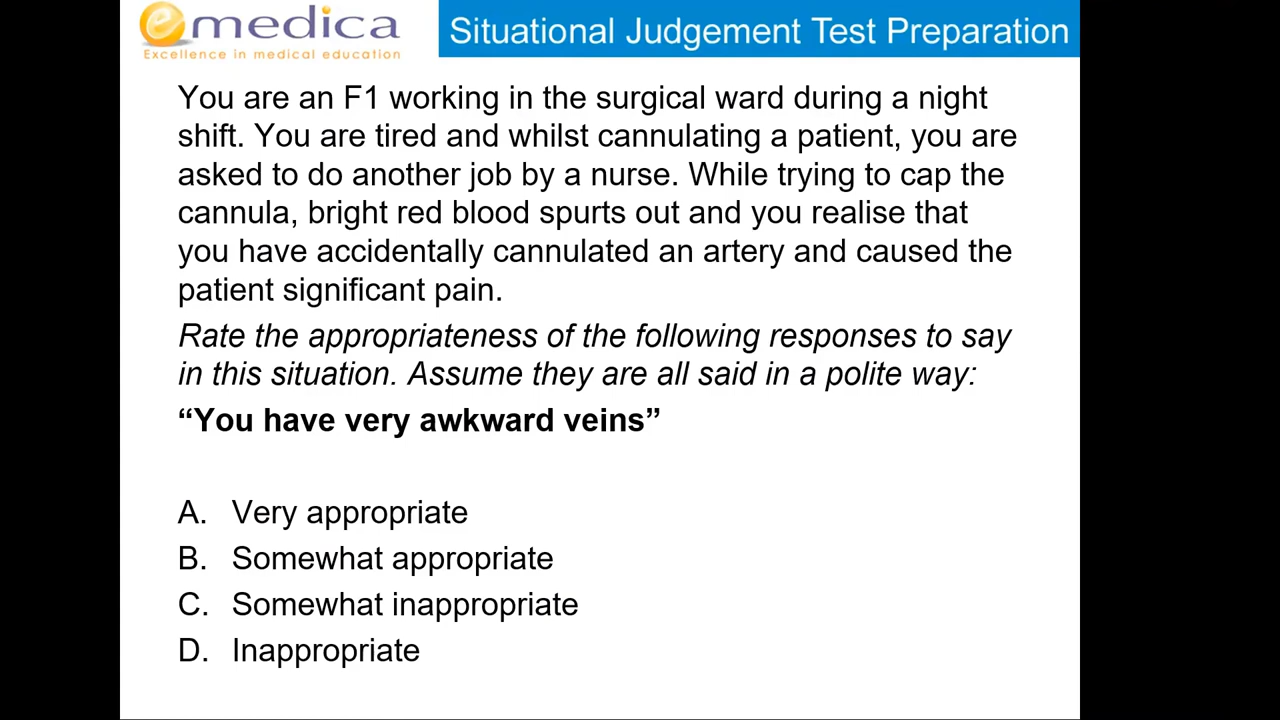 emedica
Excellence in medical education
Situational Judgement Test Preparation
You are an F1 working in the surgical ward during a night
shift. You are tired and whilst cannulating a patient, you are
asked to do another job by a nurse. While trying to cap the
cannula, bright red blood spurts out and you realise that
you have accidentally cannulated an artery and caused the
patient significant pain.
Rate the appropriateness of the following responses to say
in this situation. Assume they are all said in a polite way:
“You have very awkward veins”
A. Very appropriate
B. Somewhat appropriate
C. Somewhat inappropriate
D. Inappropriate